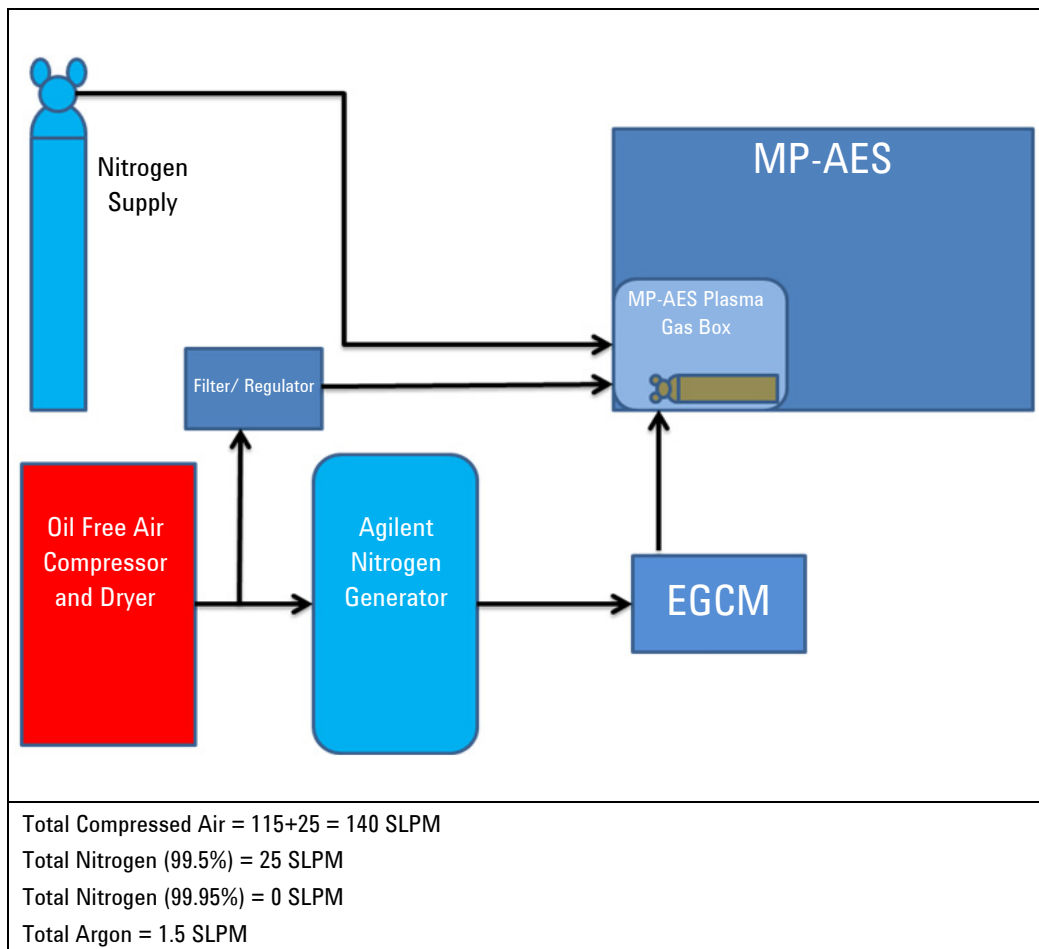 Nitrogen
Supply
MP-AES
MP-AES Plasma
Gas Box
Filter/ Regulator
Oil Free Air
Compressor
and Dryer
Agilent
Nitrogen
Generator
EGCM
Total Compressed Air = 115+25 = 140 SLPM
Total Nitrogen (99.5%) = 25 SLPM
Total Nitrogen (99.95%) = 0 SLPM
Total Argon = 1.5 SLPM